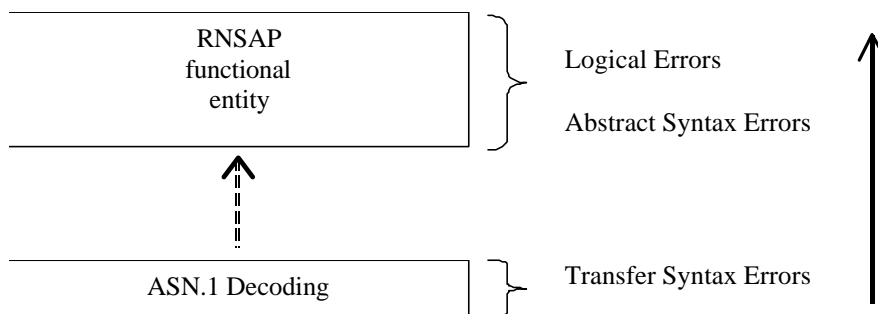 RNSAP
functional
entity
Logical Errors
Abstract Syntax Errors
ASN.1 Decoding
Transfer Syntax Errors